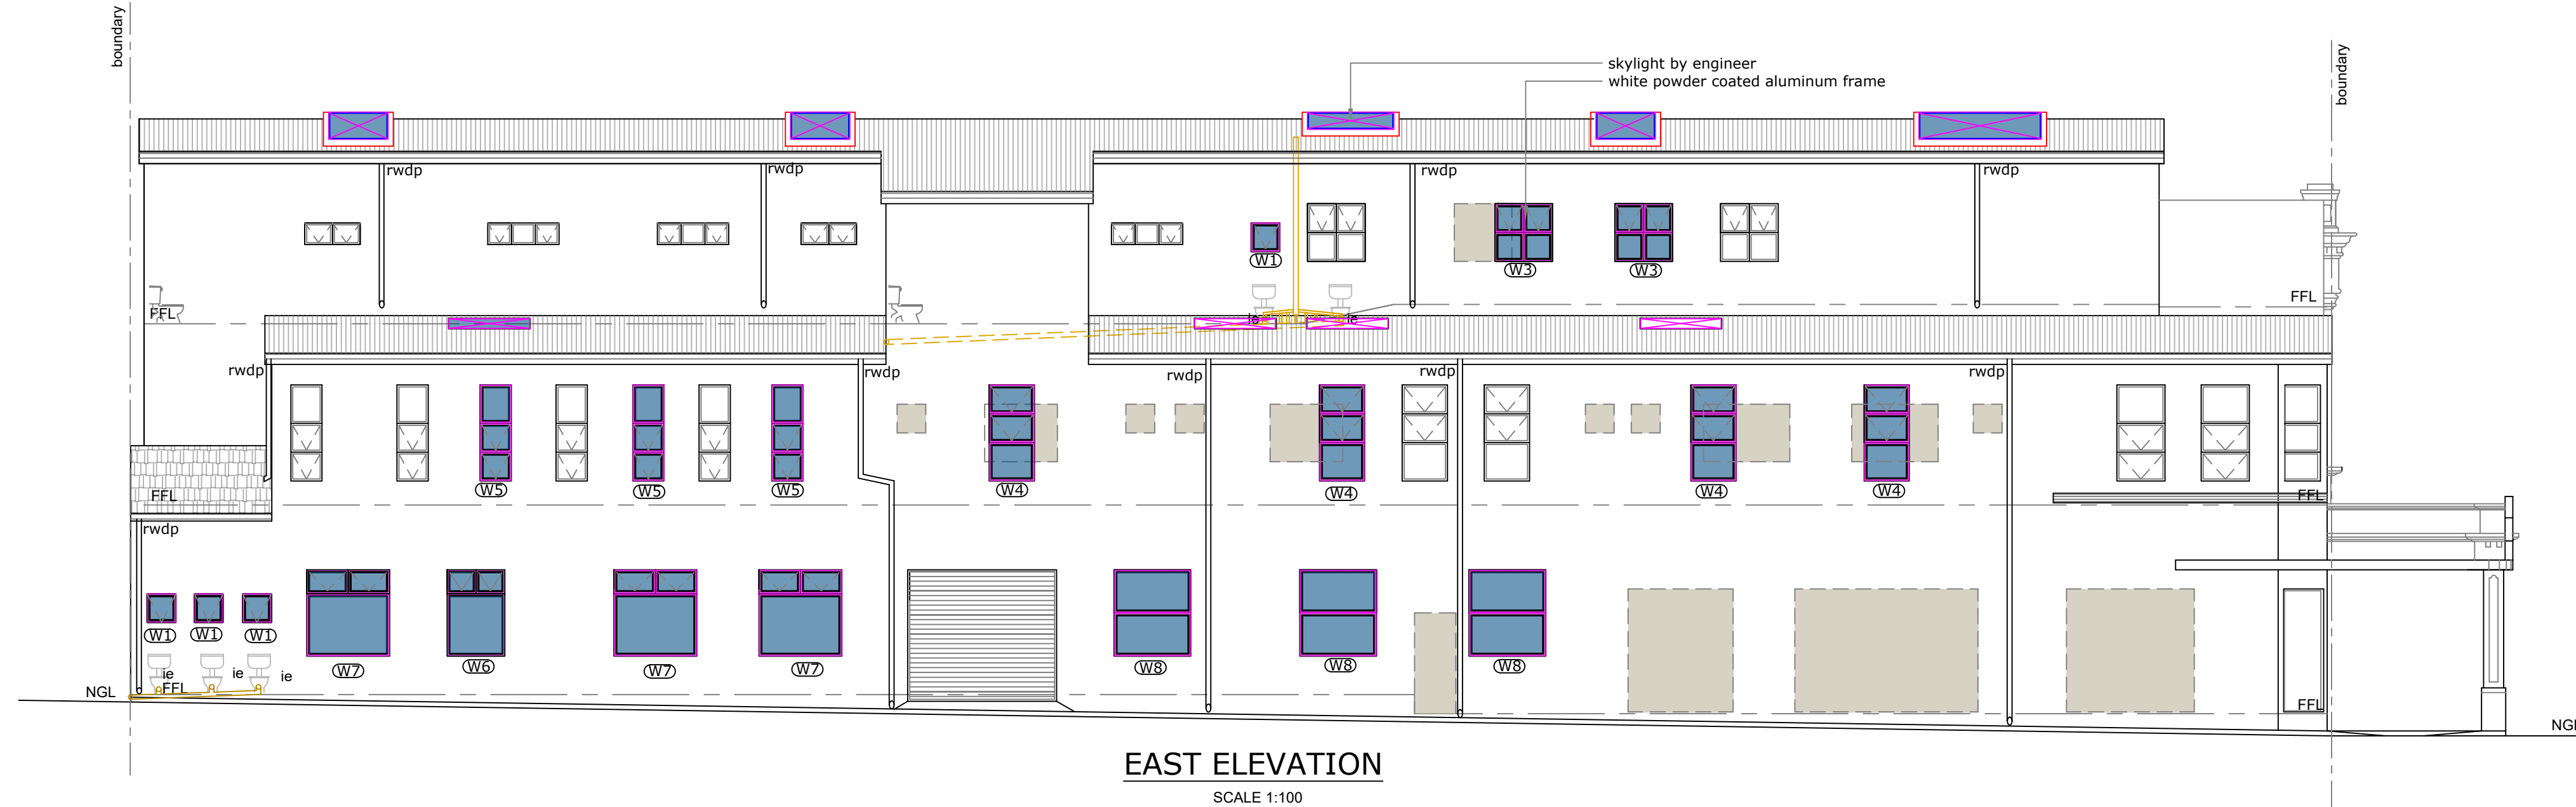 boundary
boundary
skylight by engineer
white powder coated aluminum frame
rwdp
rwdp
rwdp
rwdp
W1
W3
W3
FFL
FFL
ie
ie
rwdp
rwdp
rwdp
rwdp
rwdp
W5
W5
W5
W4
W4
W4
W4
FFL
FFL
rwdp
W1
W1
W1
W7
W6
W7
W7
W8
W8
W8
ie
ie
ie
FFL
FFL
NGL
NGL
EAST ELEVATION
SCALE 1:100